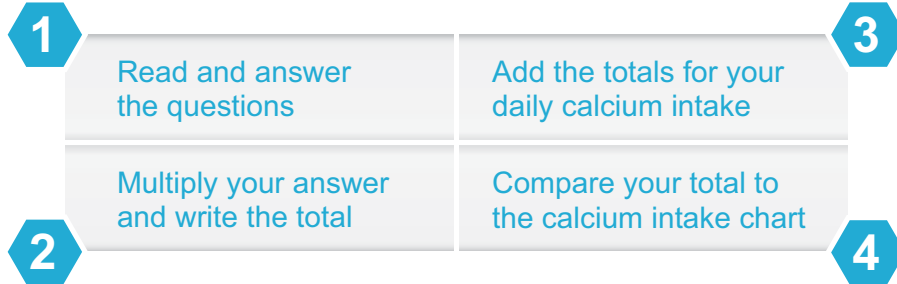 1
Read and answer
the questions
2
Multiply your answer
and write the total
3
Add the totals for your
daily calcium intake
4
Compare your total to
the calcium intake chart